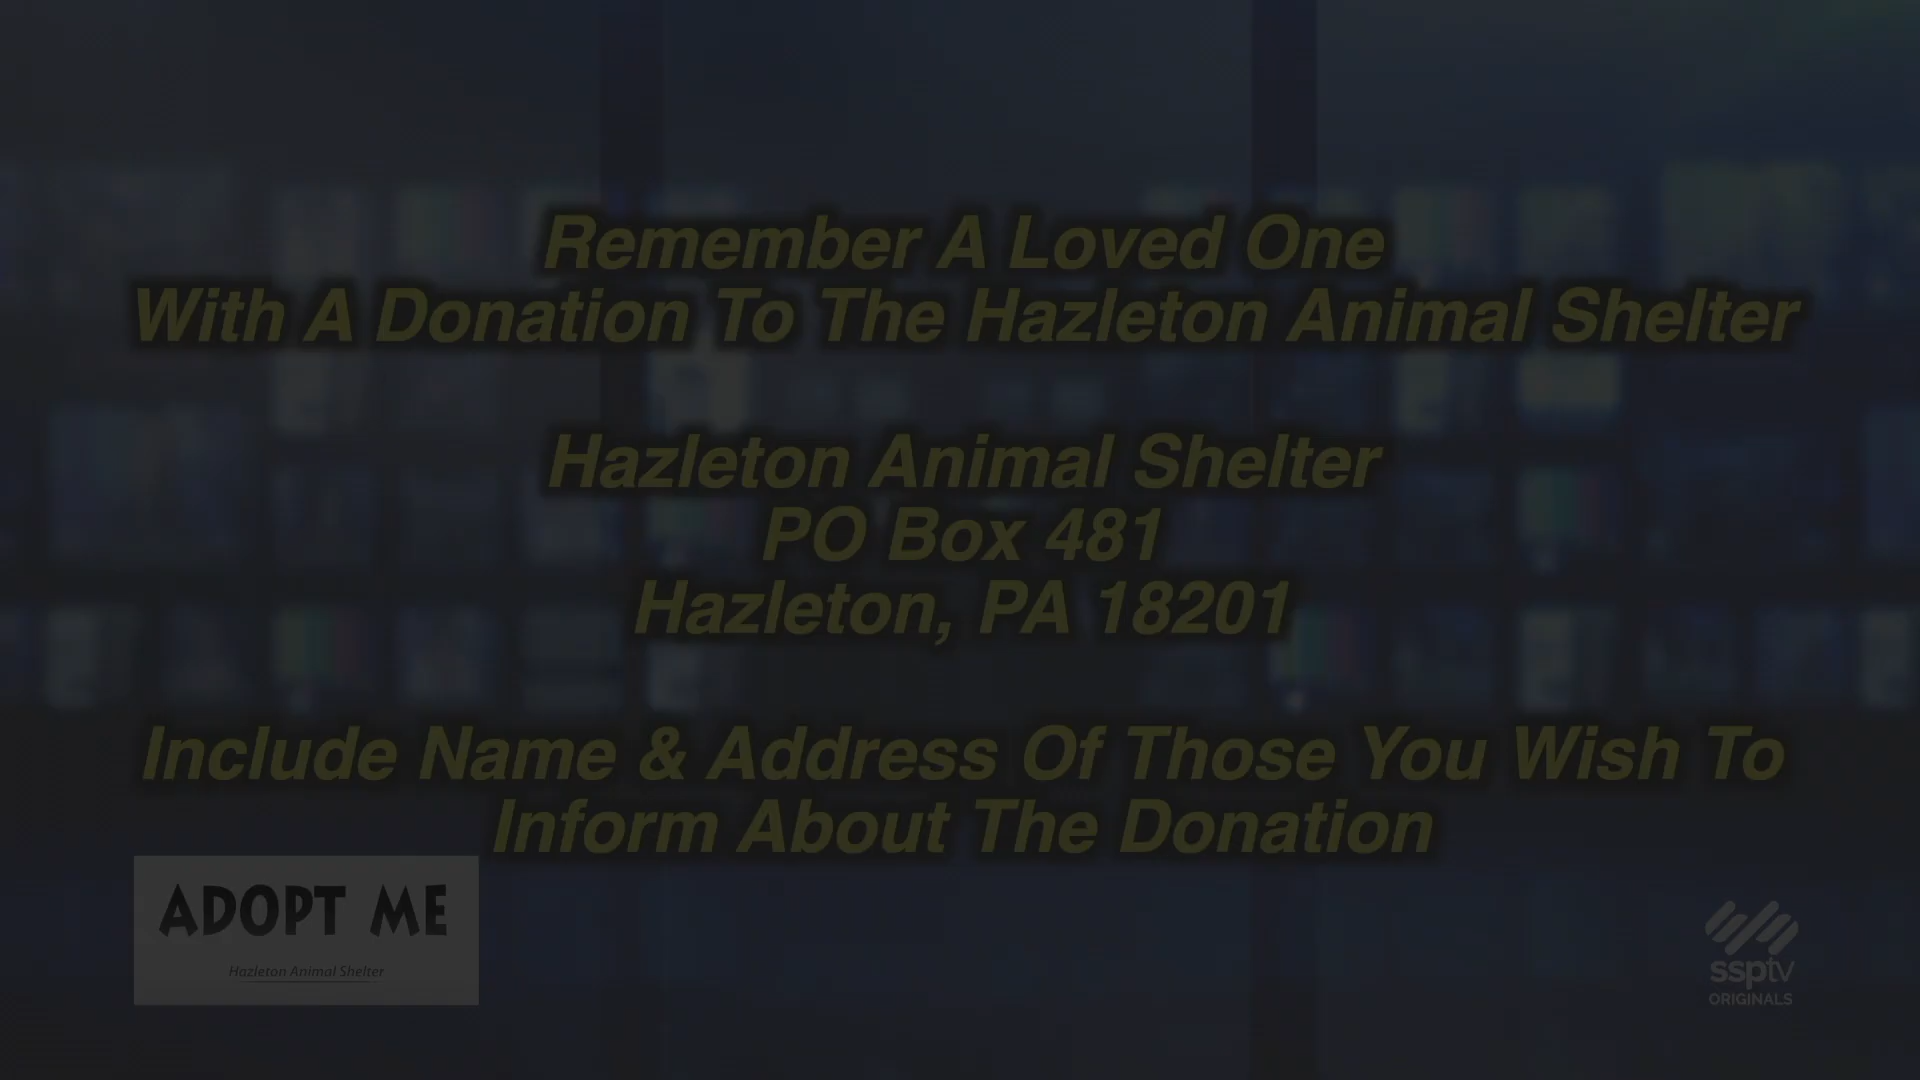 Remember A Loved One
With A Donation To The Hazleton Animal Shelter
Hazleton Animal Shelter
PO Box 481
Hazleton, PA 18201
Include Name & Address Of Those You Wish To
Inform About The Donation
ADOPT ME
Hazleton Animal Shelter
ssptv
ORIGINALS